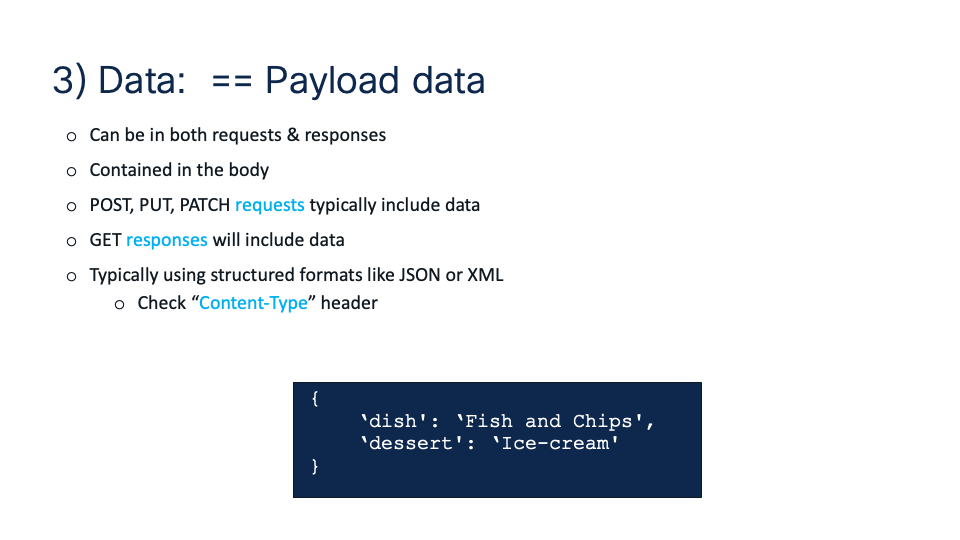 3) Data:  == Payload data
o Can be in both requests & responses
o Contained in the body
o POST, PUT, PATCH requests typically include data
o GET responses will include data
o Typically using structured formats like JSON or XML
o Check “Content-Type” header
{
    ‘dish': ‘Fish and Chips',
    ‘dessert': ‘Ice-cream'
}